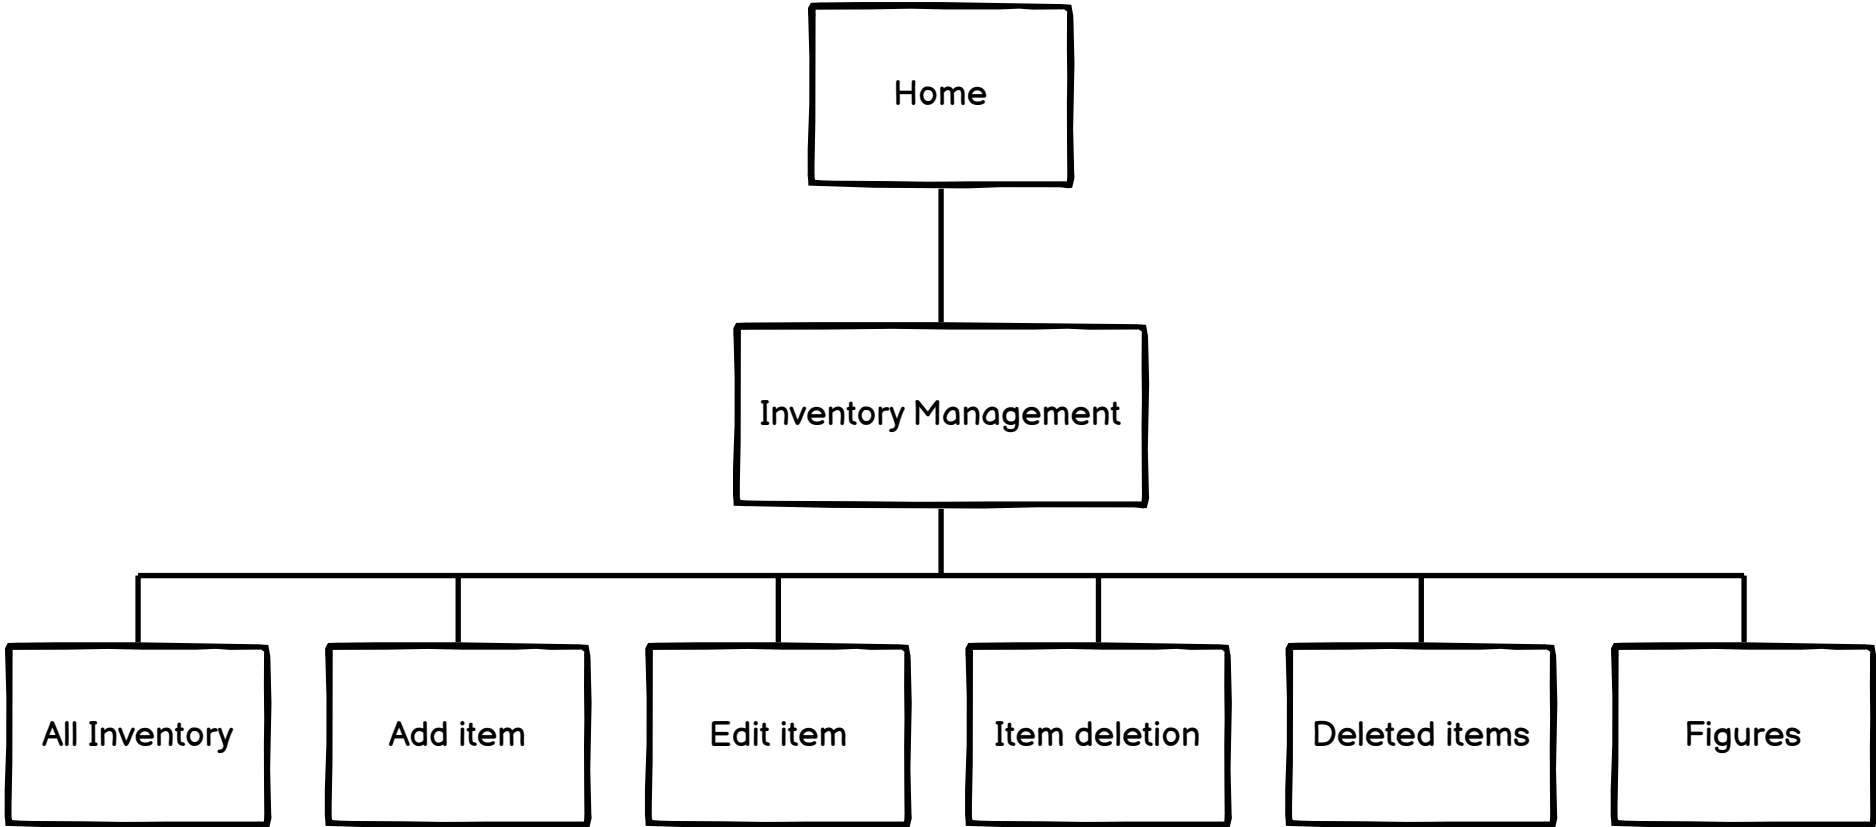 Home
Inventory Management
All Inventory
Add item
Edit item
Item deletion
Deleted items
Figures